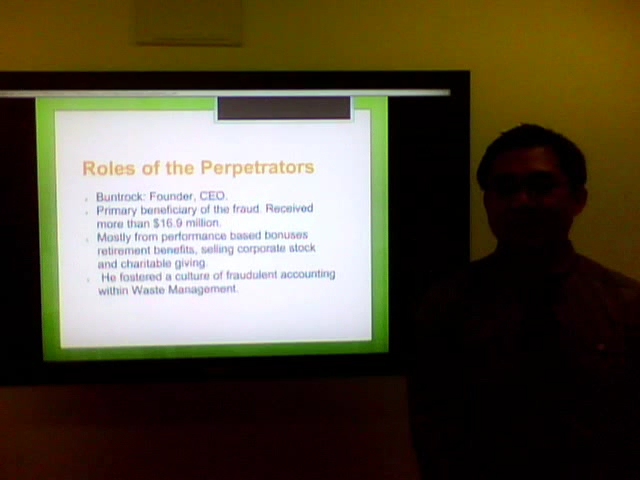 Roles of the Perpetrators
Buntrock: Founder, CEO.
Primary beneficiary of the fraud. Received
more than $16.9 million.
Mostly from performance based bonuses
retirement benefits, selling corporate stock
and charitable giving.
He fostered a culture of fraudulent accounting
within Waste Management.